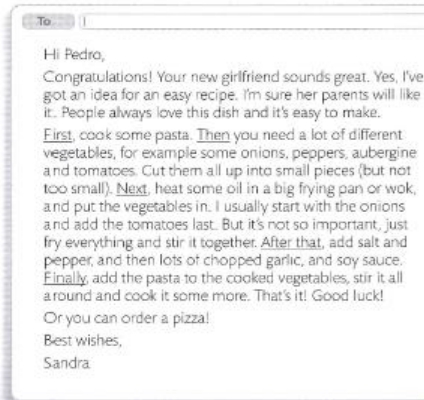 To
Hi Pedro,
Congratulations! Your new girlfriend sounds great. Yes, I've
got an idea for an easy recipe. I'm sure her parents will like
it. People always love this dish and it's easy to make.
First, cook some pasta. Then you need a lot of different
vegetables, for example some onions, peppers, aubergine
and tomatoes. Cut them all up into small pieces (but not
too small). Next, heat some oil in a big frying pan or wok,
and put the vegetables in. I usually start with the onions
and add the tomatoes last. But it's not so important, just
fry everything and stir it together. After that, add salt and
pepper, and then lots of chopped garlic, and soy sauce.
Finally, add the pasta to the cooked vegetables, stir it all
around and cook it some more. That's it! Good luck!
Or you can order a pizza!
Best wishes,
Sandra